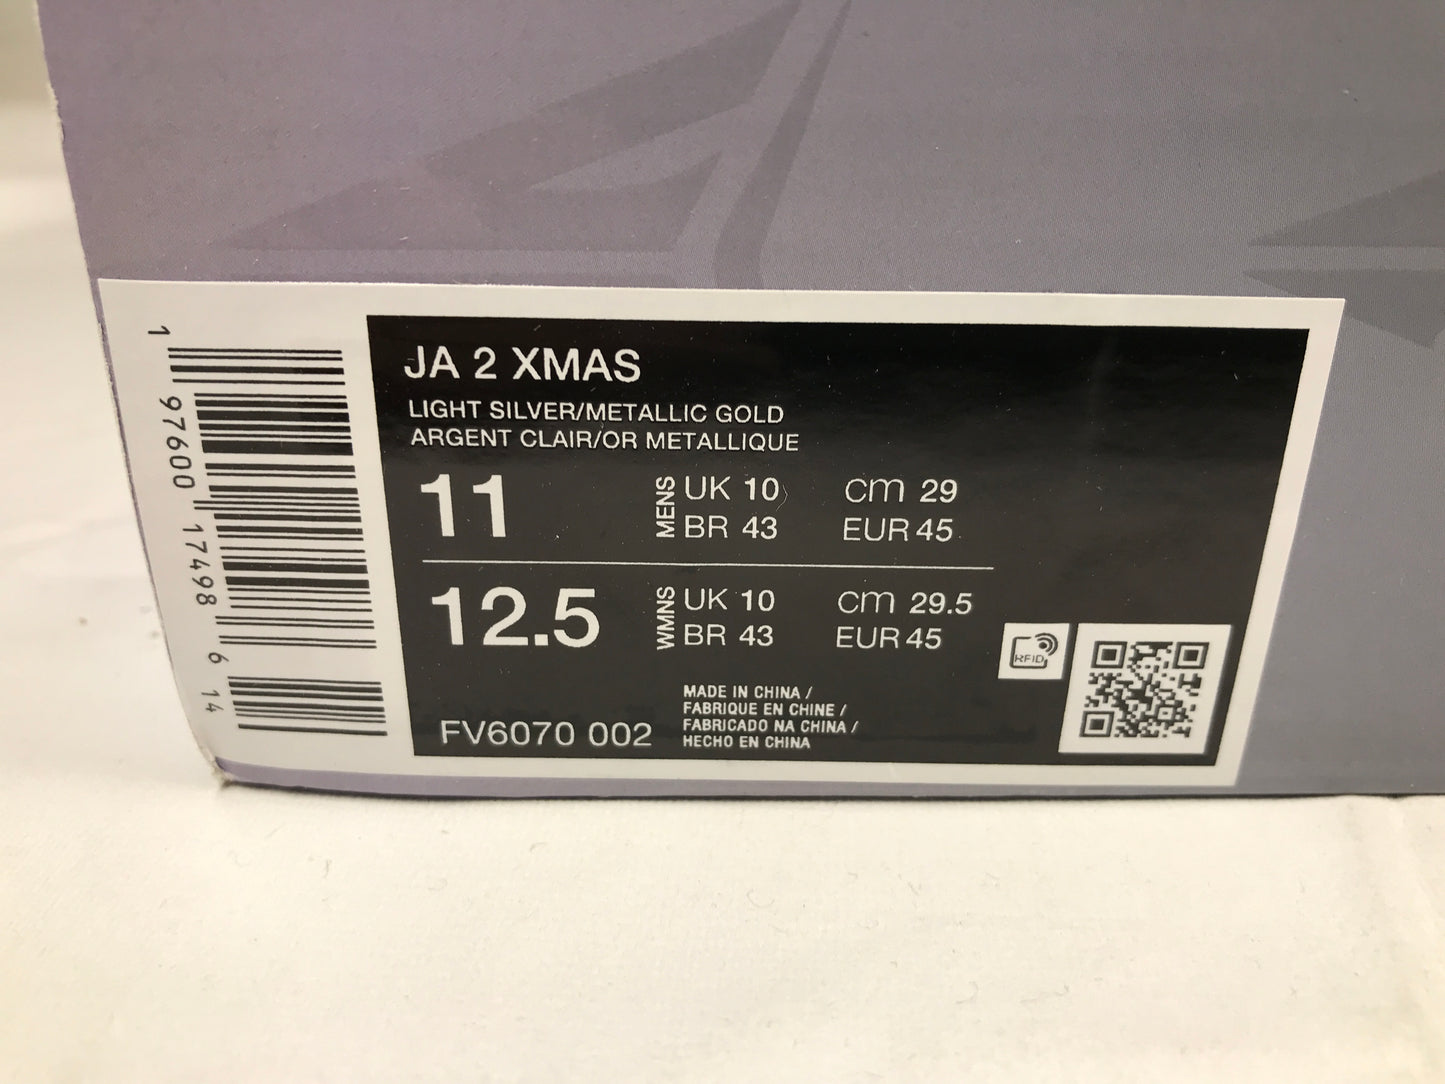 1 97600 17498 6 14
JA 2 XMAS
LIGHT SILVER/METALLIC GOLD
ARGENT CLAIR/OR METALLIQUE
11 MENS UK 10 cm 29
BR 43 EUR 45
12.5 WMNS UK 10 cm 29.5
BR 43 EUR 45
RFID
FV6070 002
MADE IN CHINA /
FABRIQUE EN CHINE /
FABRICADO NA CHINA /
HECHO EN CHINA